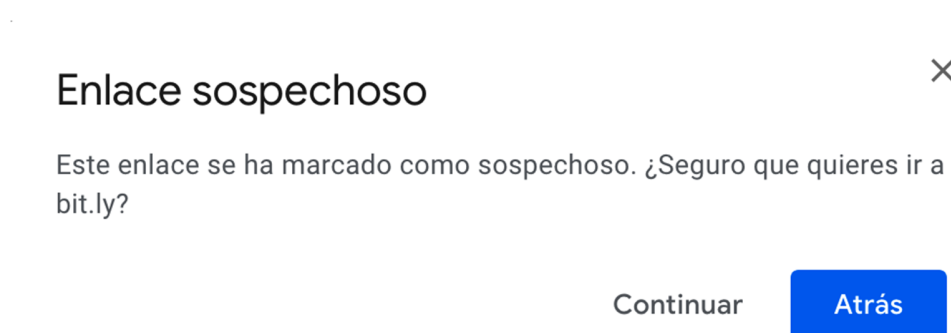 Enlace sospechoso
Este enlace se ha marcado como sospechoso. ¿Seguro que quieres ir a
bit.ly?
Continuar
Atrás